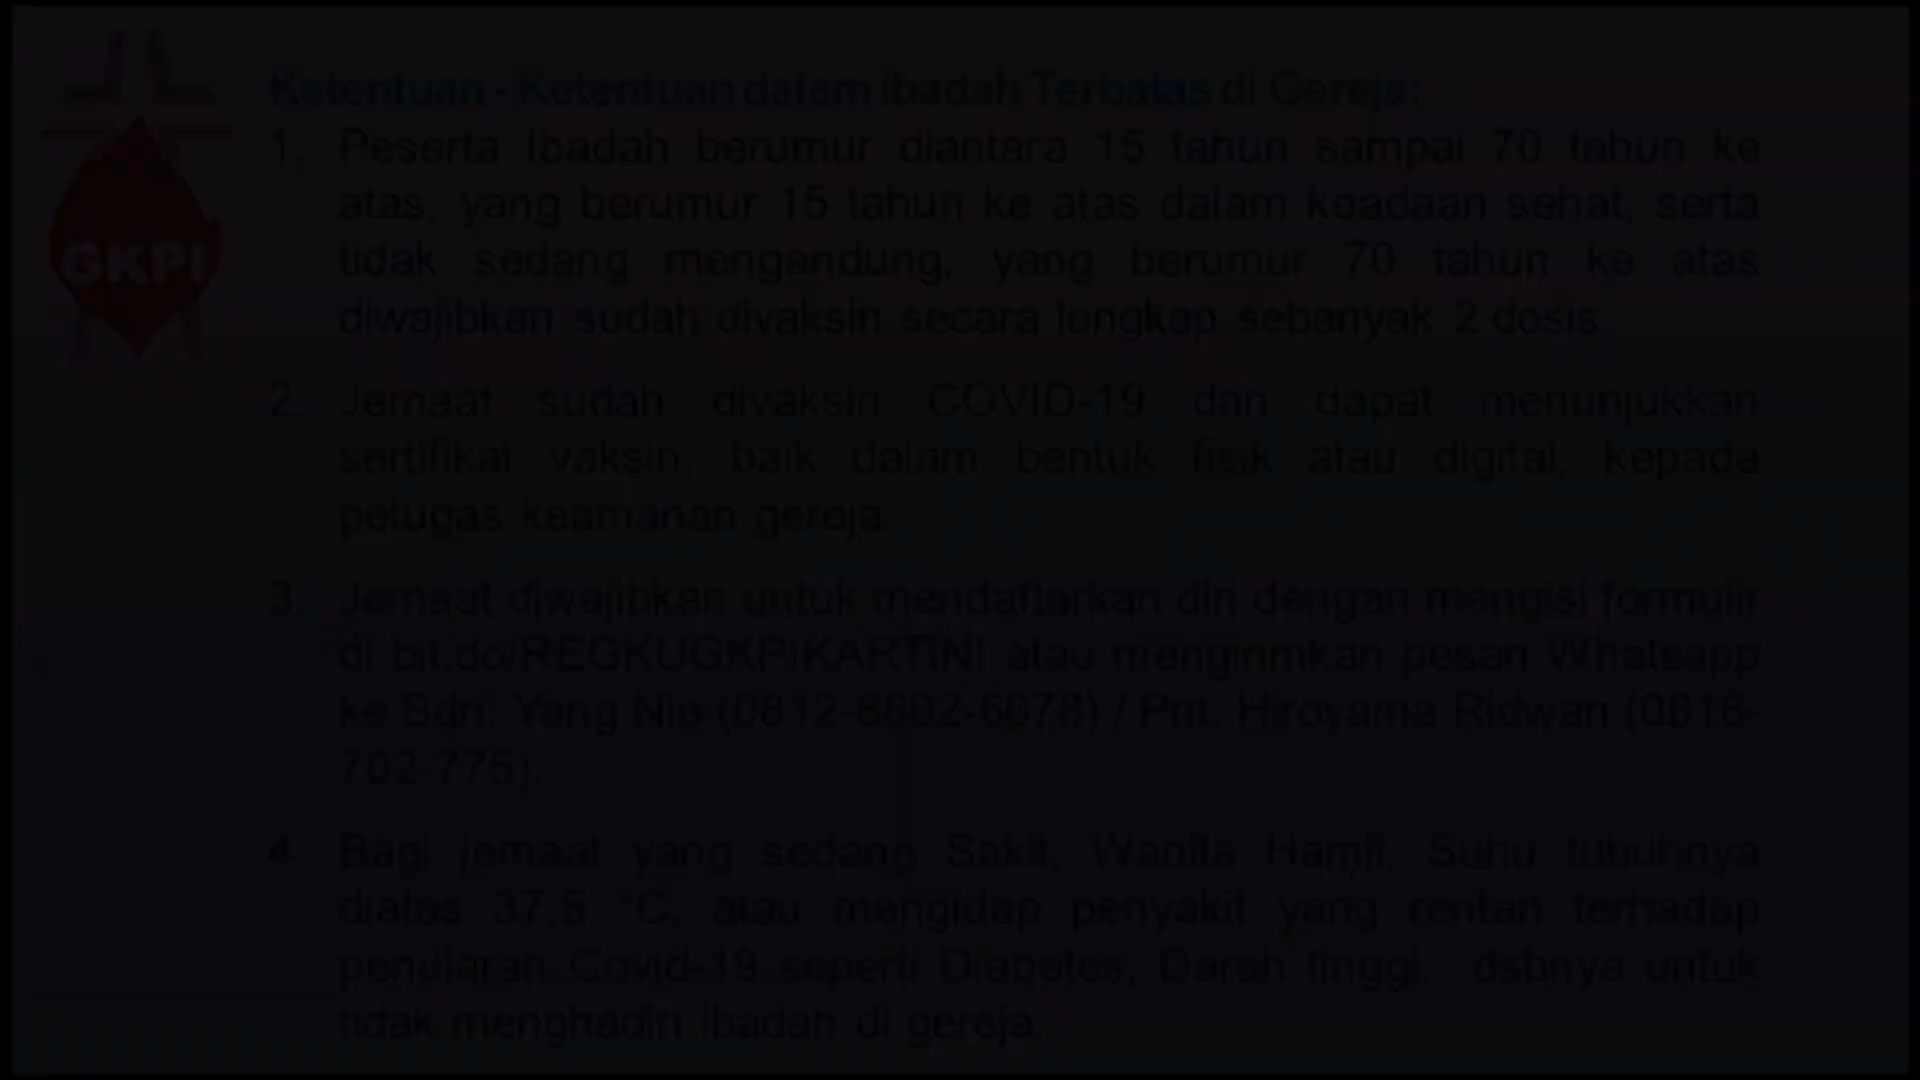 GKPI
Ketentuan - Ketentuan dalam Ibadah Terbatas di Gereja:
1. Peserta Ibadah berumur diantara 15 tahun sampai 70 tahun ke
atas, yang berumur 15 tahun ke atas dalam keadaan sehat, serta
tidak sedang mengandung, yang berumur 70 tahun ke atas
diwajibkan sudah divaksin secara lengkap sebanyak 2 dosis.
2. Jemaat sudah divaksin COVID-19 dan dapat menunjukkan
sertifikat vaksin, baik dalam bentuk fisik atau digital, kepada
petugas keamanan gereja.
3. Jemaat diwajibkan untuk mendaftarkan diri dengan mengisi formulir
di bit.do/REGKUGKPIKARTINI atau mengirimkan pesan Whatsapp
ke Sdri. Yang Nie / Pnt. Hiroyama Ridwan (0816-
702-775).
4. Bagi jemaat yang sedang Sakit, Wanita Hamil, Suhu tubuhnya
diatas 37,5 °C, atau mengidap penyakit yang rentan terhadap
penularan Covid-19 seperti Diabetes, Darah tinggi, dsbnya untuk
tidak menghadiri ibadah di gereja.